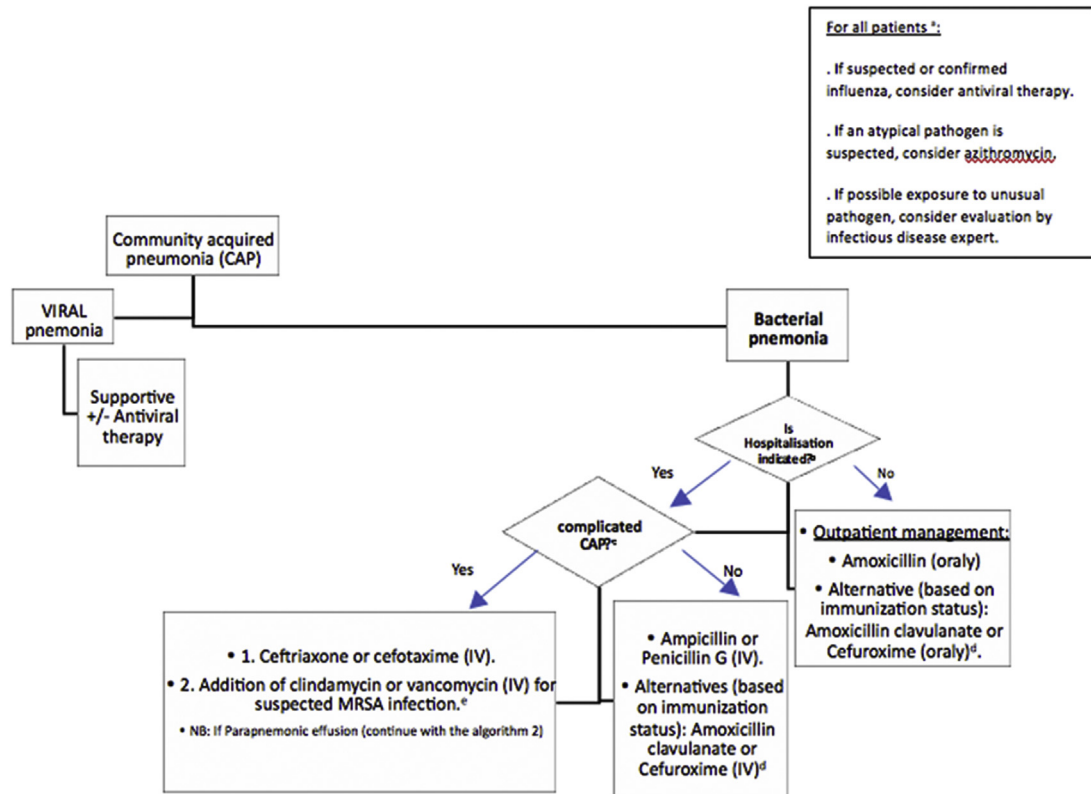 For all patients ª:
. If suspected or confirmed
influenza, consider antiviral therapy.
. If an atypical pathogen is
suspected, consider azithromycin.
. If possible exposure to unusual
pathogen, consider evaluation by
infectious disease expert.
Community acquired
pneumonia (CAP)
VIRAL
pnemonia
Supportive
+/- Antiviral
therapy
Bacterial
pnemonia
Is
Hospitalisation
indicated?ᵇ
Yes
No
complicated
CAP?ᶜ
Yes
No
• Outpatient management:
• Amoxicillin (oraly)
• Alternative (based on
immunization status):
Amoxicillin clavulanate or
Cefuroxime (oraly)ᵈ.
• 1. Ceftriaxone or cefotaxime (IV).
• 2. Addition of clindamycin or vancomycin (IV) for
suspected MRSA infection.ᵉ
• NB: If Parapnemonic effusion (continue with the algorithm 2)
• Ampicillin or
Penicillin G (IV).
• Alternatives (based
on immunization
status): Amoxicillin
clavulanate or
Cefuroxime (IV)ᵈ